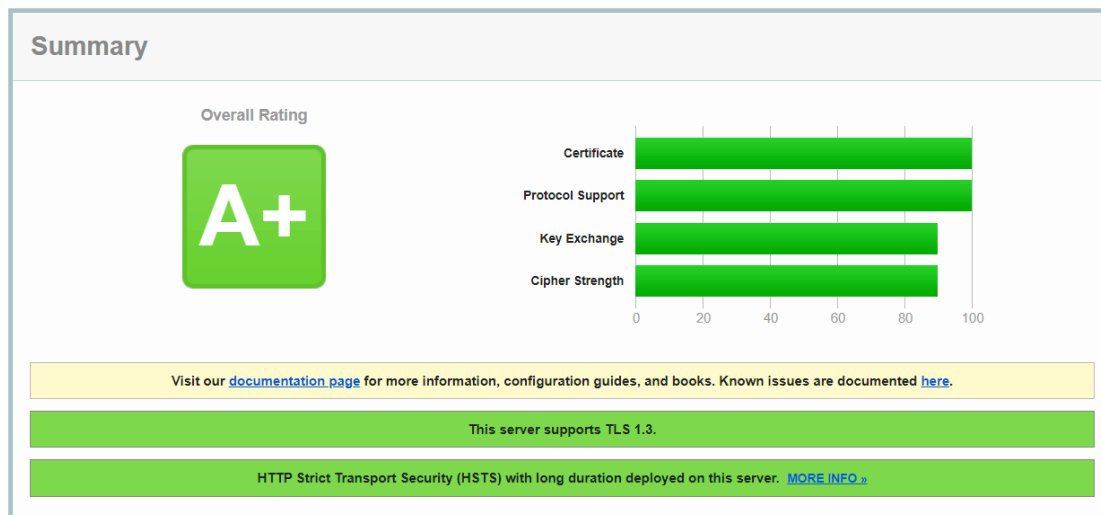 Summary
Overall Rating
A+
Certificate
Protocol Support
Key Exchange
Cipher Strength
0 20 40 60 80 100
Visit our documentation page for more information, configuration guides, and books. Known issues are documented here.
This server supports TLS 1.3.
HTTP Strict Transport Security (HSTS) with long duration deployed on this server. MORE INFO »